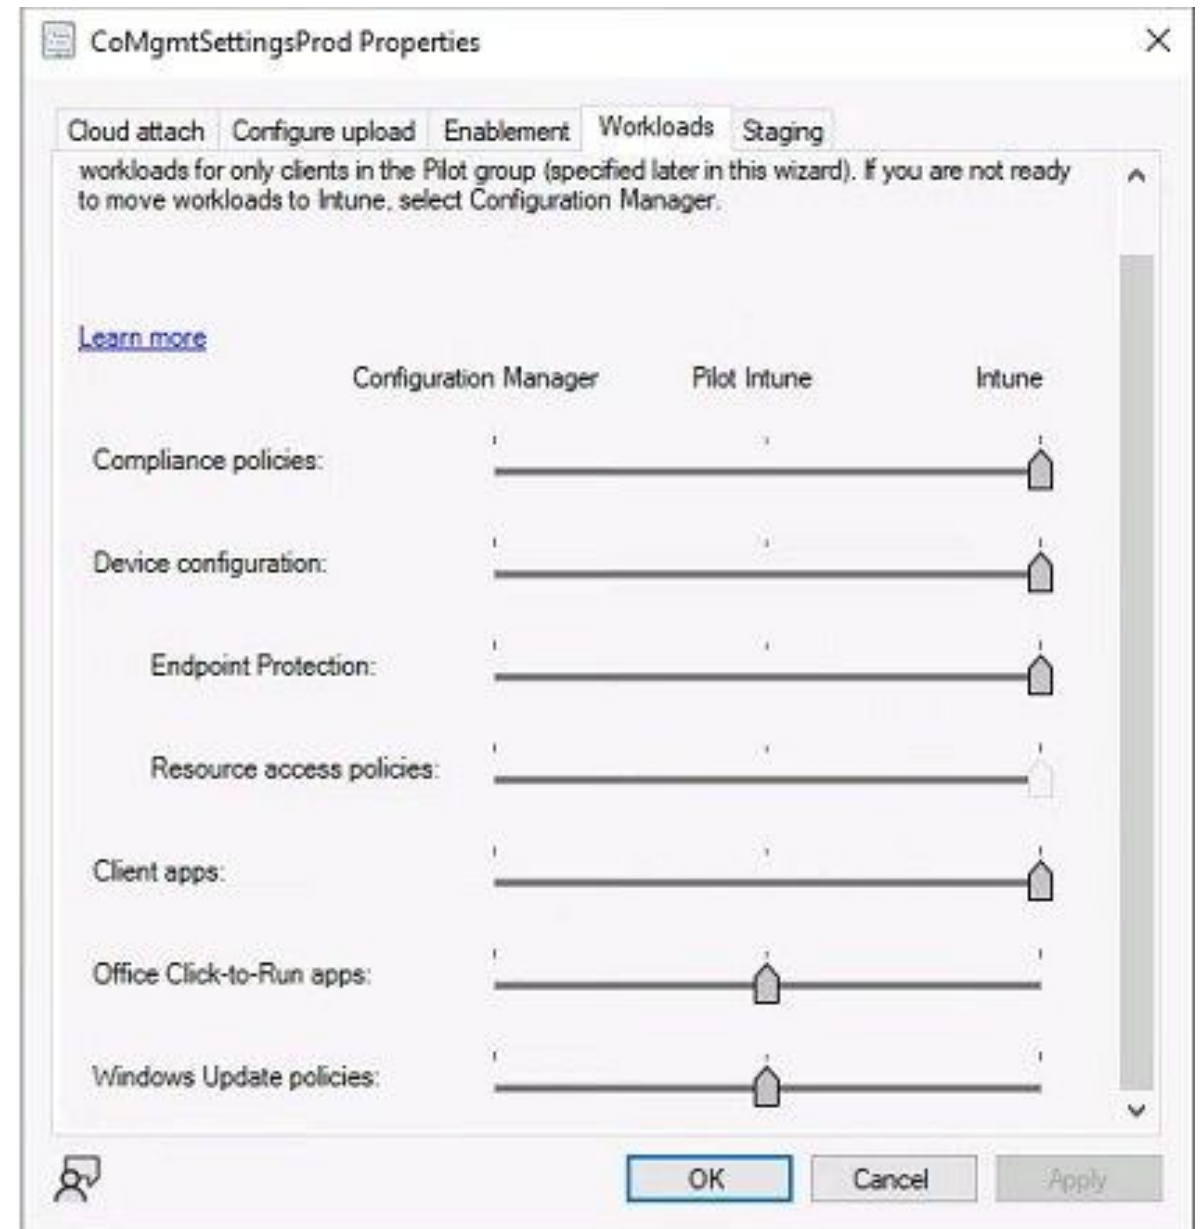 CoMgmtSettingsProd Properties
Cloud attach Configure upload Enablement Workloads Staging
workloads for only clients in the Pilot group (specified later in this wizard). If you are not ready
to move workloads to Intune, select Configuration Manager.
Learn more
Configuration Manager Pilot Intune Intune
Compliance policies:
Device configuration:
Endpoint Protection:
Resource access policies:
Client apps:
Office Click-to-Run apps:
Windows Update policies:
OK Cancel Apply